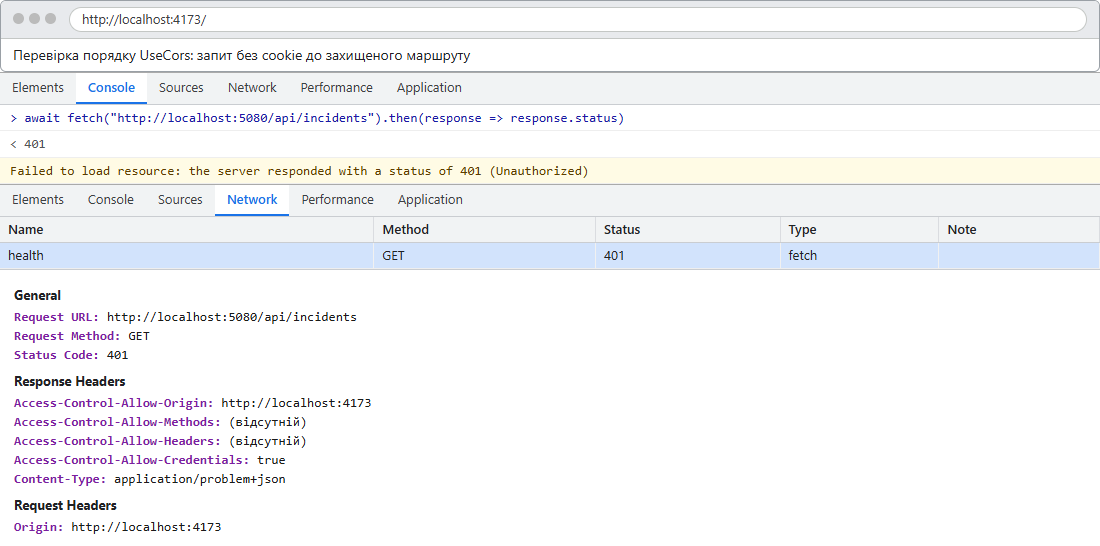 http://localhost:4173/
Перевірка порядку UseCors: запит без cookie до захищеного маршруту
Elements Console Sources Network Performance Application
> await fetch("http://localhost:5080/api/incidents").then(response => response.status)
< 401
Failed to load resource: the server responded with a status of 401 (Unauthorized)
Elements Console Sources Network Performance Application
Name Method Status Type Note
health GET 401 fetch
General
Request URL: http://localhost:5080/api/incidents
Request Method: GET
Status Code: 401
Response Headers
Access-Control-Allow-Origin: http://localhost:4173
Access-Control-Allow-Methods: (відсутній)
Access-Control-Allow-Headers: (відсутній)
Access-Control-Allow-Credentials: true
Content-Type: application/problem+json
Request Headers
Origin: http://localhost:4173